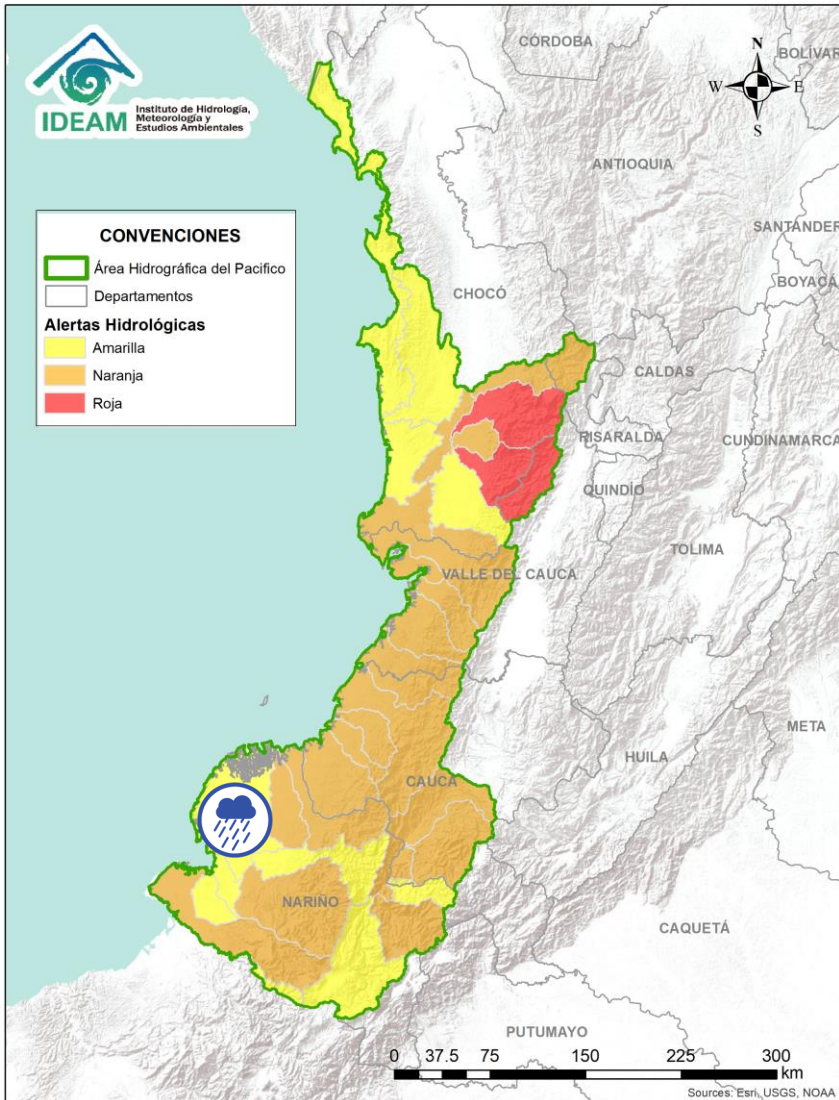 CÓRDOBA
BOLÍVAR
N
W
E
S
IDEAM
Instituto de Hidrología,
Meteorología y
Estudios Ambientales
ANTIOQUIA
SANTANDER
CONVENCIONES
Área Hidrográfica del Pacifico
Departamentos
Alertas Hidrológicas
Amarilla
Naranja
Roja
BOYACÁ
CHOCÓ
CALDAS
RISARALDA
CUNDINAMARCA
QUINDÍO
TOLIMA
VALLE DEL CAUCA
META
HUILA
CAUCA
NARIÑO
CAQUETÁ
PUTUMAYO
0 37.5 75 150 225 300
km
Sources: Esri, USGS, NOAA